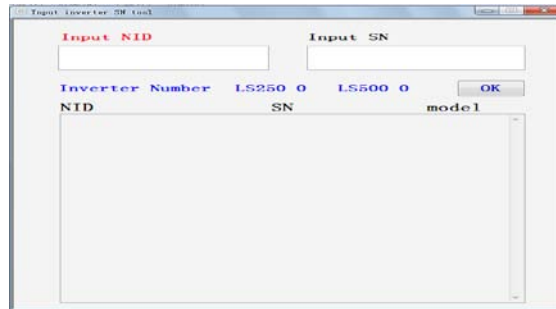 Input inverter SN tool
Input NID Input SN
Inverter Number LS250 0 LS500 0 OK
NID SN model